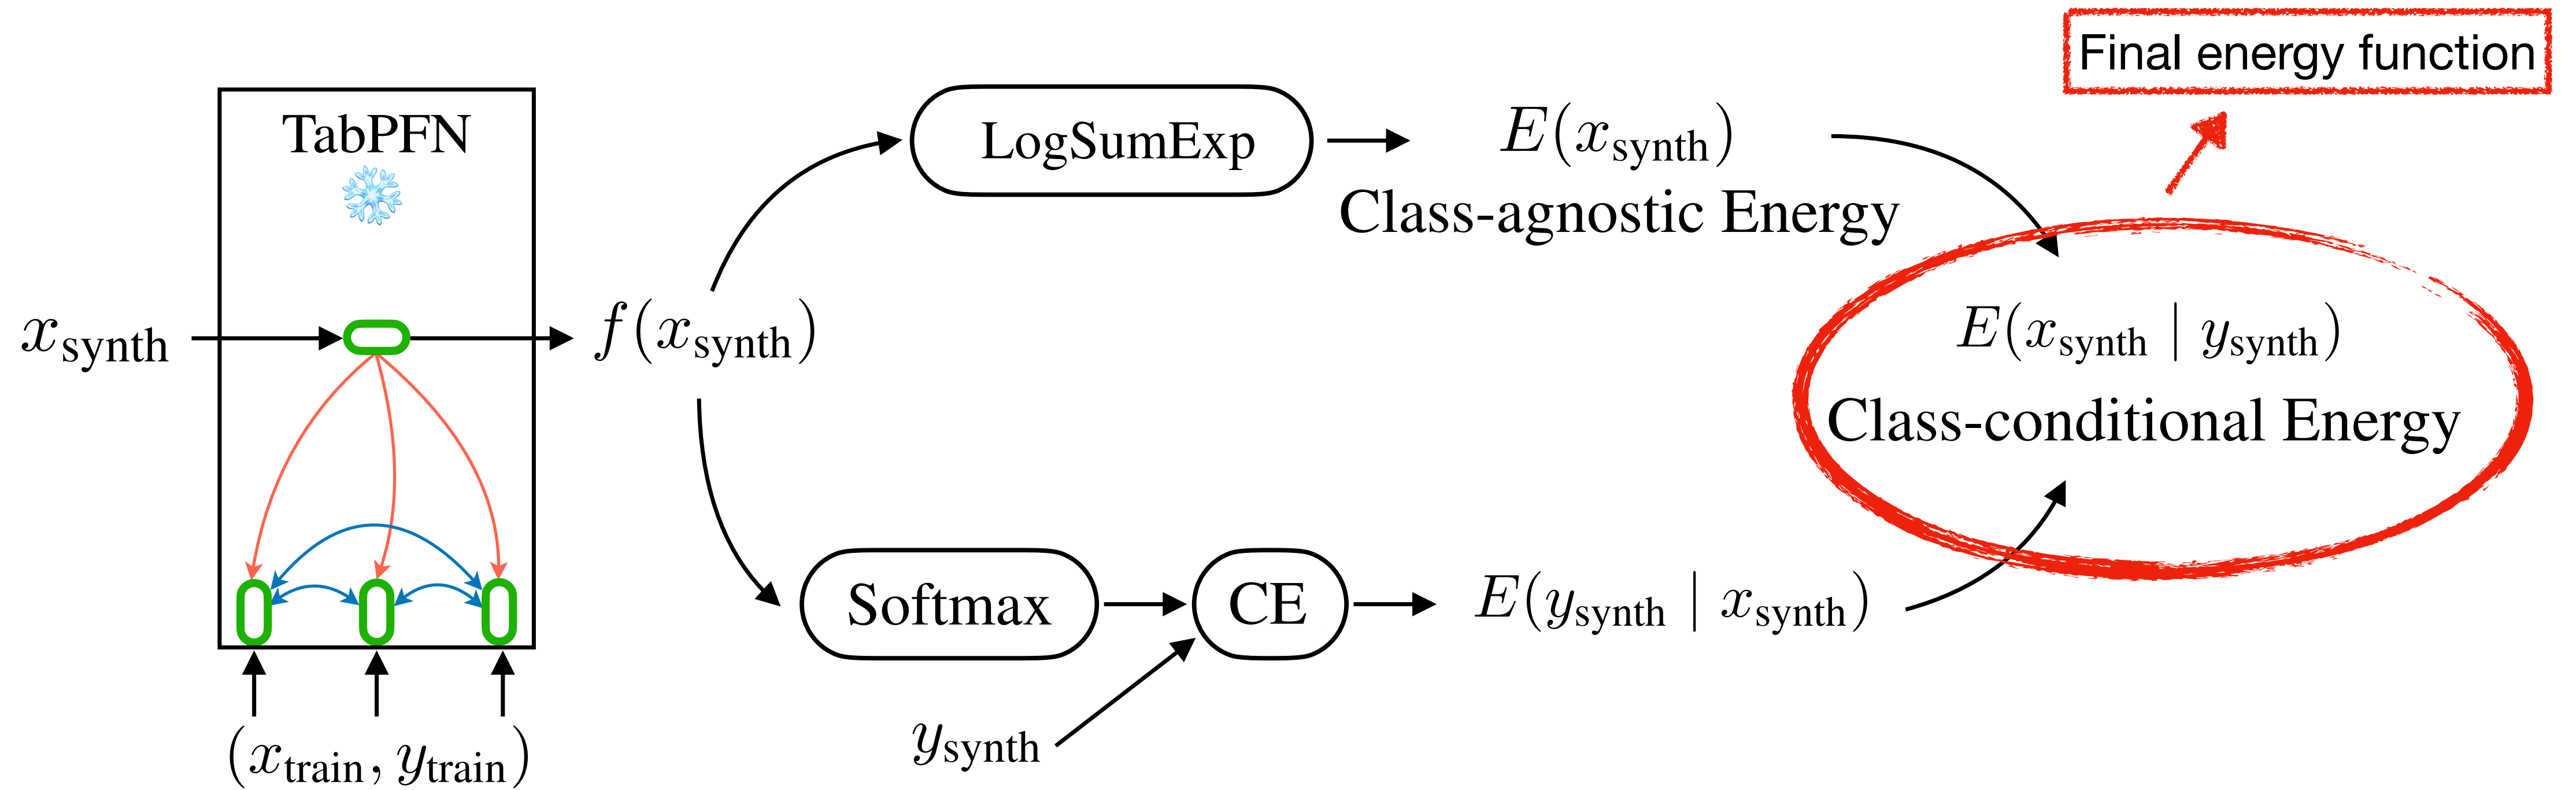 Final energy function
TabPFN
LogSumExp
E(x_synth)
Class-agnostic Energy
x_synth
f(x_synth)
E(x_synth | y_synth)
Class-conditional Energy
Softmax
CE
E(y_synth | x_synth)
y_synth
(x_train, y_train)